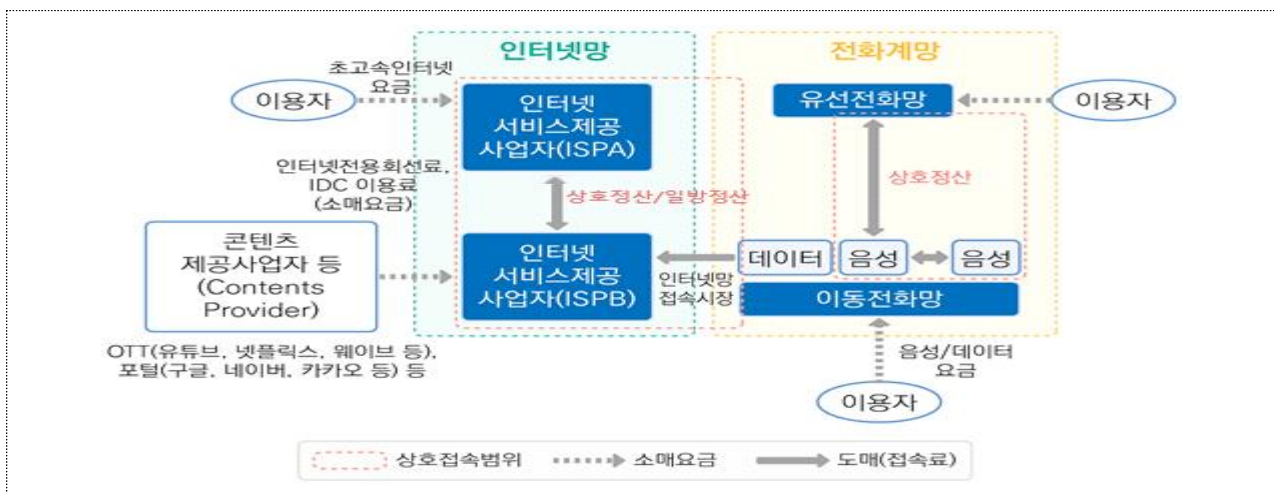 인터넷망
전화계망
초고속인터넷
요금
이용자
인터넷
서비스제공
사업자(ISPA)
유선전화망
이용자
인터넷전용회선료,
IDC 이용료
(소매요금)
상호정산/일방정산
상호정산
콘텐츠
제공사업자 등
(Contents
Provider)
인터넷
서비스제공
사업자(ISPB)
인터넷망
접속시장
데이터
음성
음성
이동전화망
OTT(유튜브, 넷플릭스, 웨이브 등),
포털(구글, 네이버, 카카오 등) 등
음성/데이터
요금
이용자
상호접속범위
소매요금
도매(접속료)